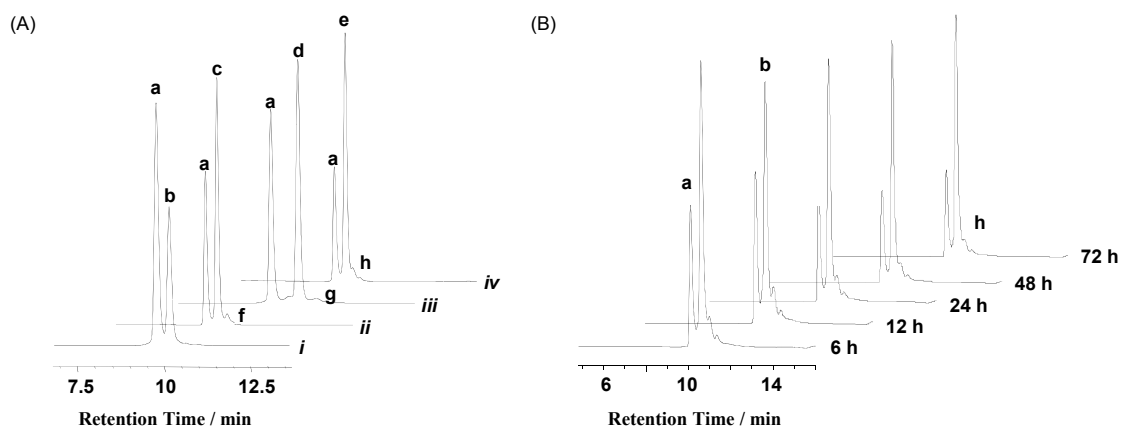 (A)
e
d
c
a
a
b
a
a
h
iv
g
iii
f
ii
i
7.5 10 12.5
Retention Time / min
(B)
b
a
h
72 h
48 h
24 h
12 h
6 h
6 10 14
Retention Time / min